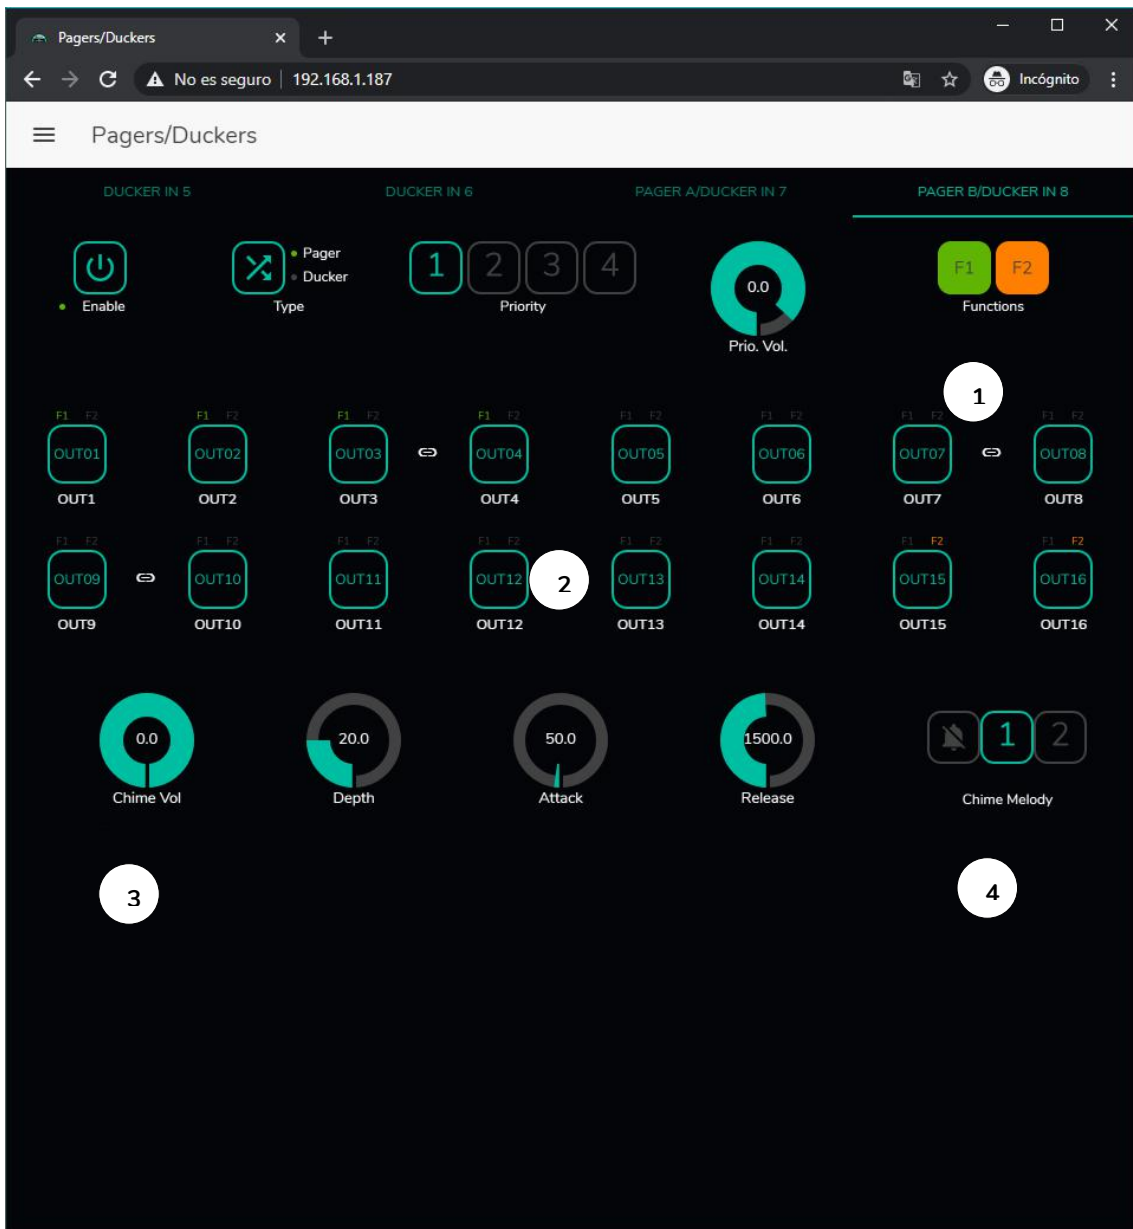 Pagers/Duckers
No es seguro 192.168.1.187 Incógnito
Pagers/Duckers
DUCKER IN 5 DUCKER IN 6 PAGER A/DUCKER IN 7 PAGER B/DUCKER IN 8
Pager
Ducker
1 2 3 4
0.0
F1 F2
Enable Type Priority Functions
Prio. Vol.
1
F1 F2 F1 F2 F1 F2 F1 F2 F1 F2 F1 F2 F1 F2 F1 F2
OUT01 OUT02 OUT03 OUT04 OUT05 OUT06 OUT07 OUT08
OUT1 OUT2 OUT3 OUT4 OUT5 OUT6 OUT7 OUT8
F1 F2 F1 F2 F1 F2 F1 F2 F1 F2 F1 F2 F1 F2 F1 F2
OUT09 OUT10 OUT11 OUT12 2 OUT13 OUT14 OUT15 OUT16
OUT9 OUT10 OUT11 OUT12 OUT13 OUT14 OUT15 OUT16
0.0 20.0 50.0 1500.0 1 2
Chime Vol Depth Attack Release Chime Melody
3 4